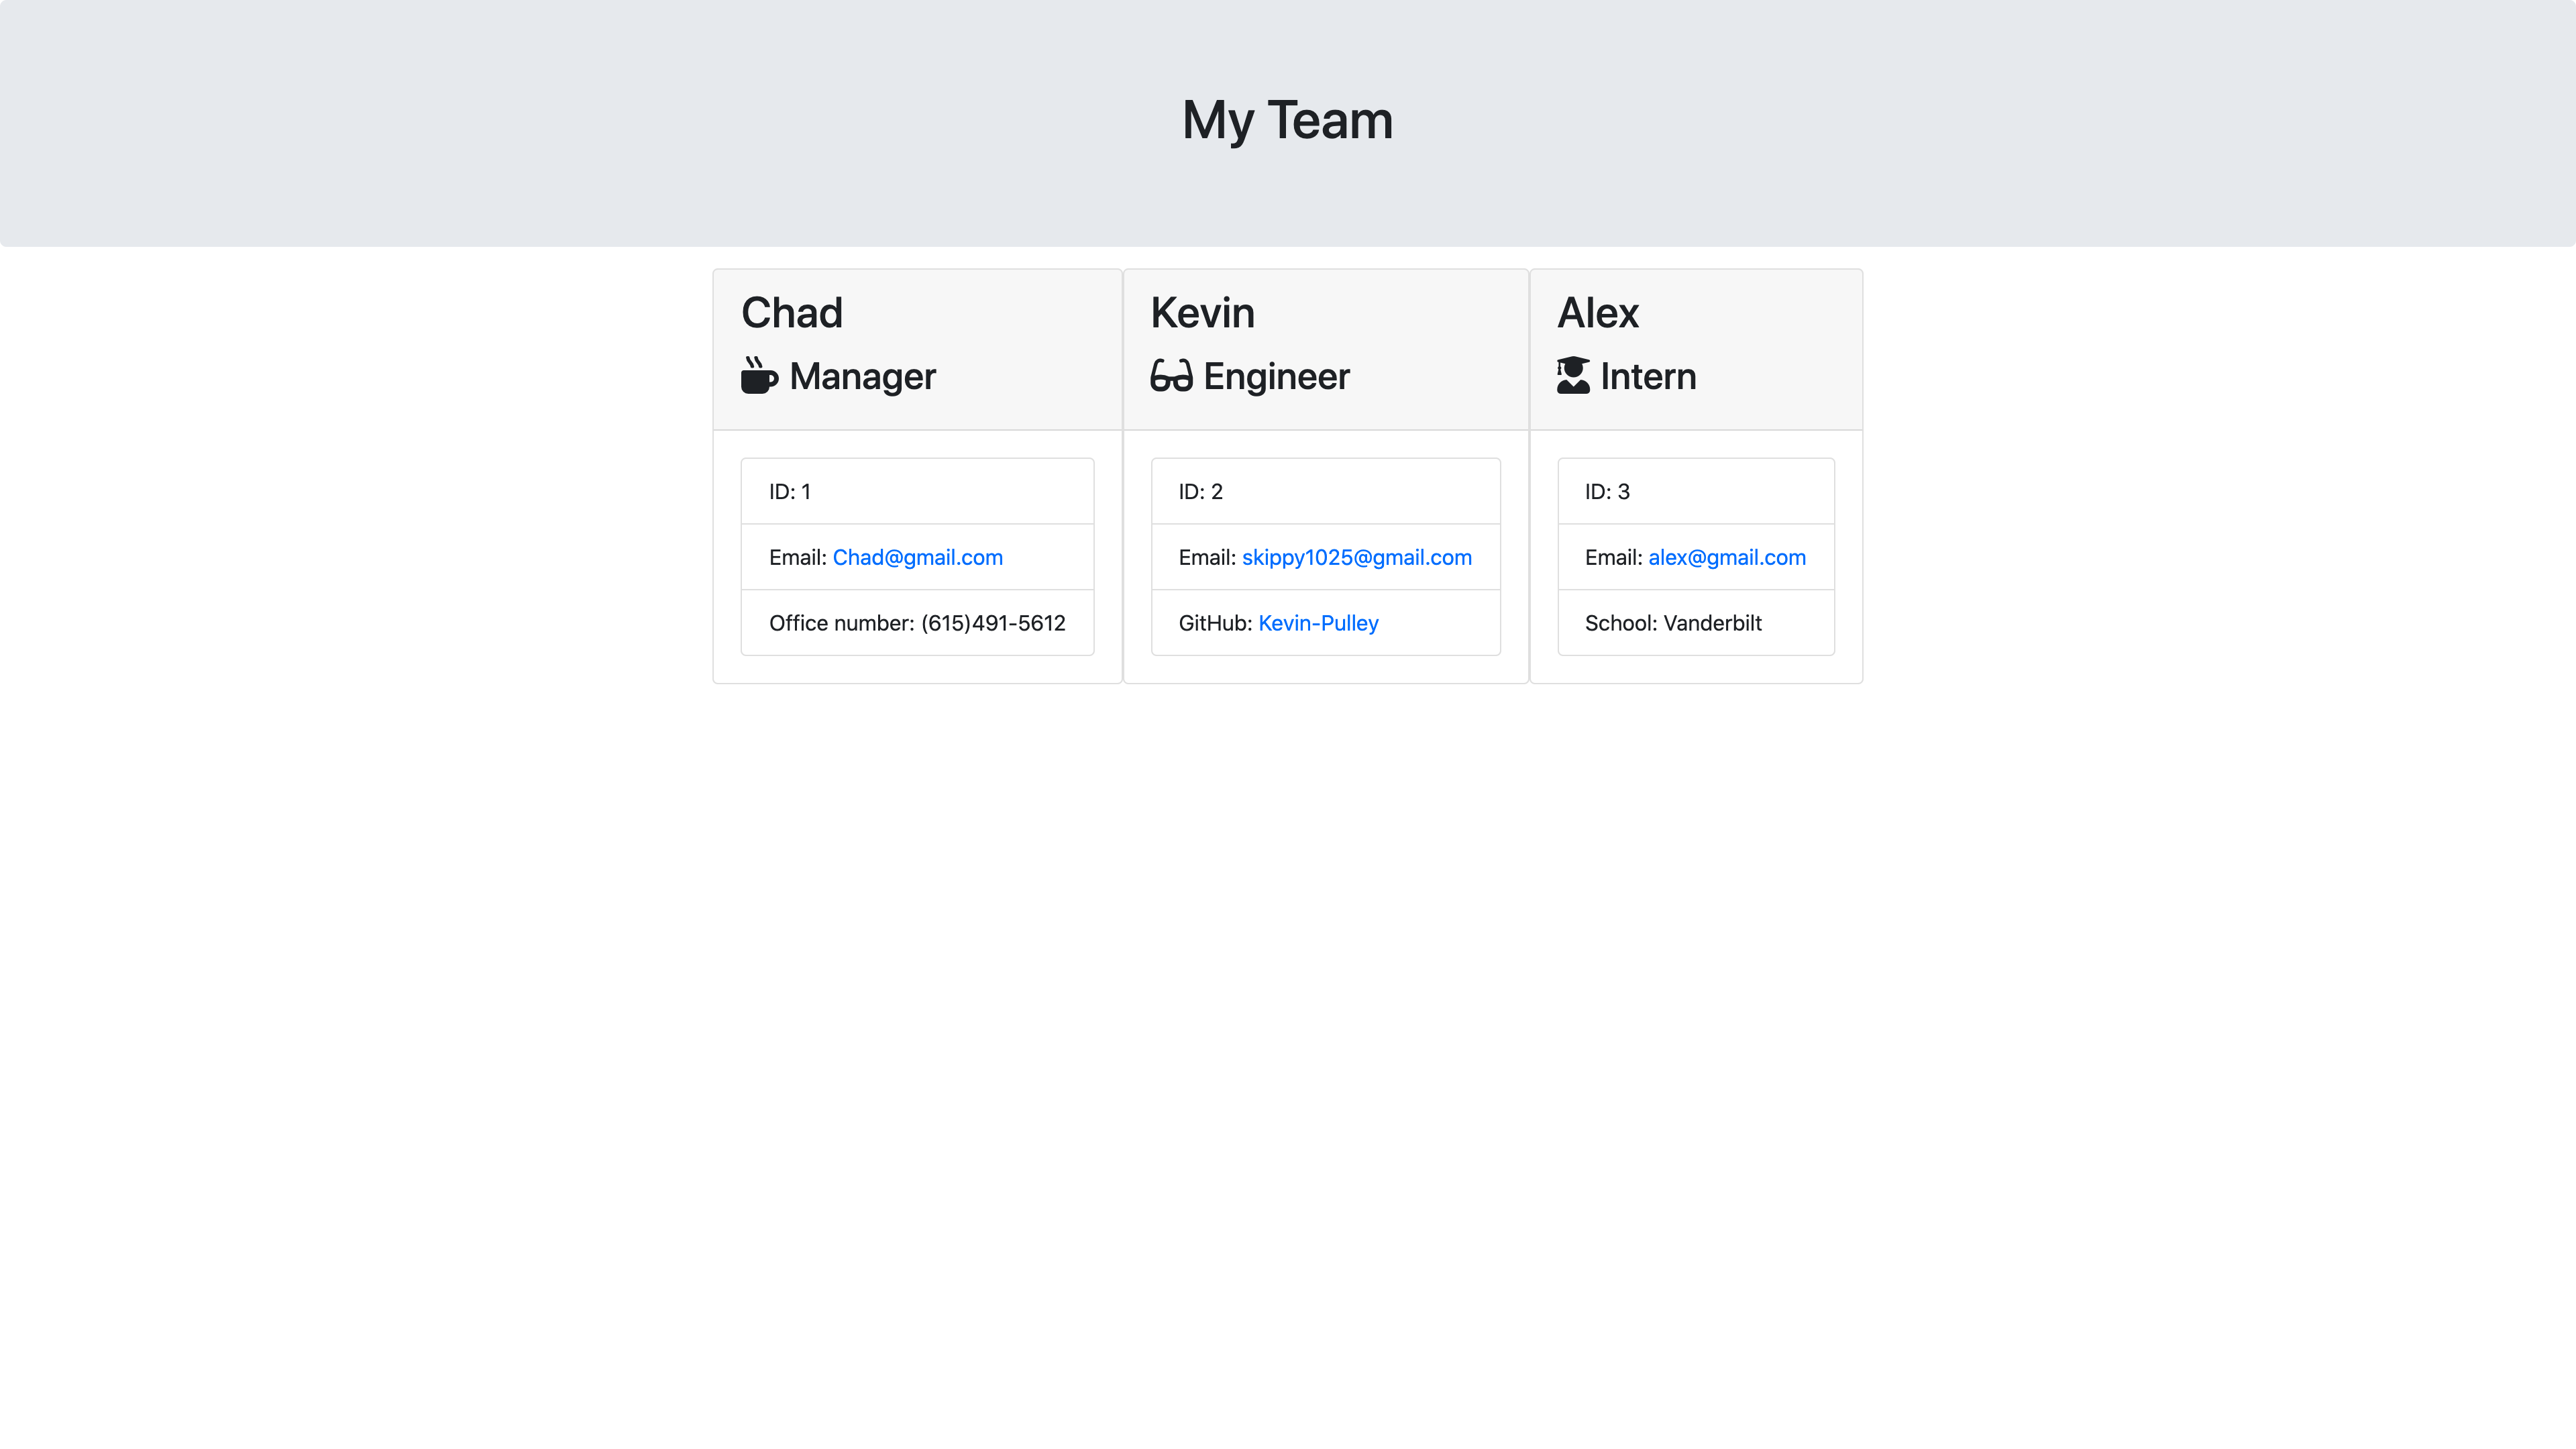 My Team
Chad
Manager
ID: 1
Email: Chad@gmail.com
Office number: (615)491-5612
Kevin
Engineer
ID: 2
Email: skippy1025@gmail.com
GitHub: Kevin-Pulley
Alex
Intern
ID: 3
Email: alex@gmail.com
School: Vanderbilt